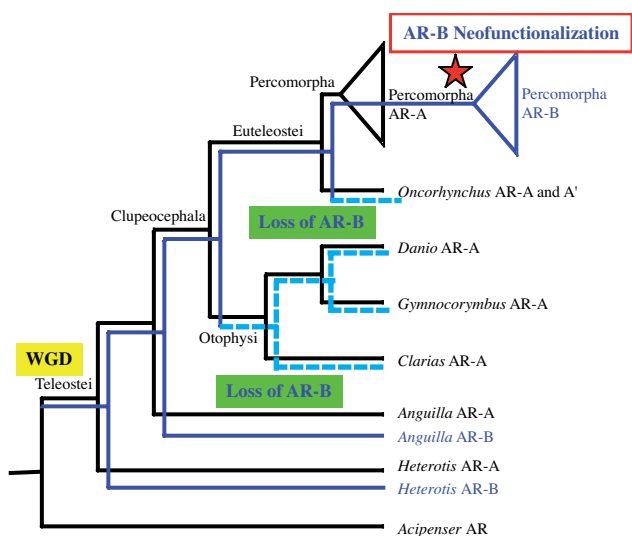 AR-B Neofunctionalization
Percomorpha
Percomorpha
AR-A
Percomorpha
AR-B
Euteleostei
Oncorhynchus AR-A and A'
Clupeocephala
Loss of AR-B
Danio AR-A
Gymnocorymbus AR-A
Otophysi
WGD
Clarias AR-A
Teleostei
Loss of AR-B
Anguilla AR-A
Anguilla AR-B
Heterotis AR-A
Heterotis AR-B
Acipenser AR